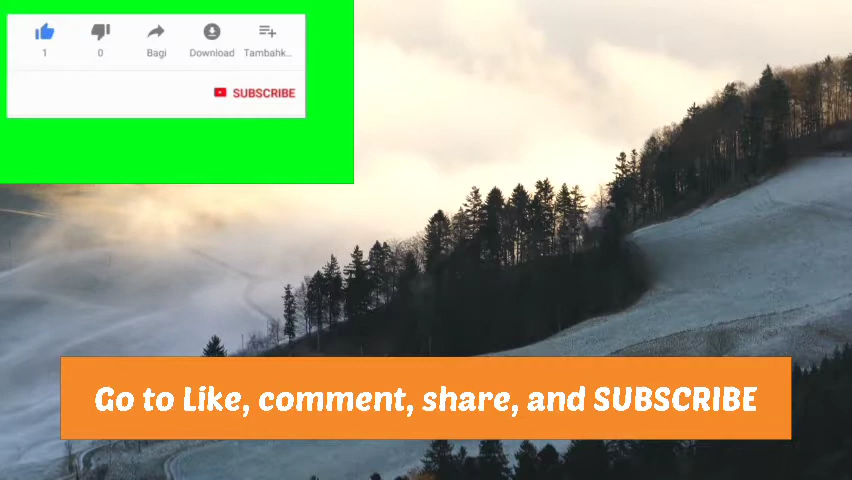 1 0 Bagi Download Tambahk...
SUBSCRIBE
Go to Like, comment, share, and SUBSCRIBE